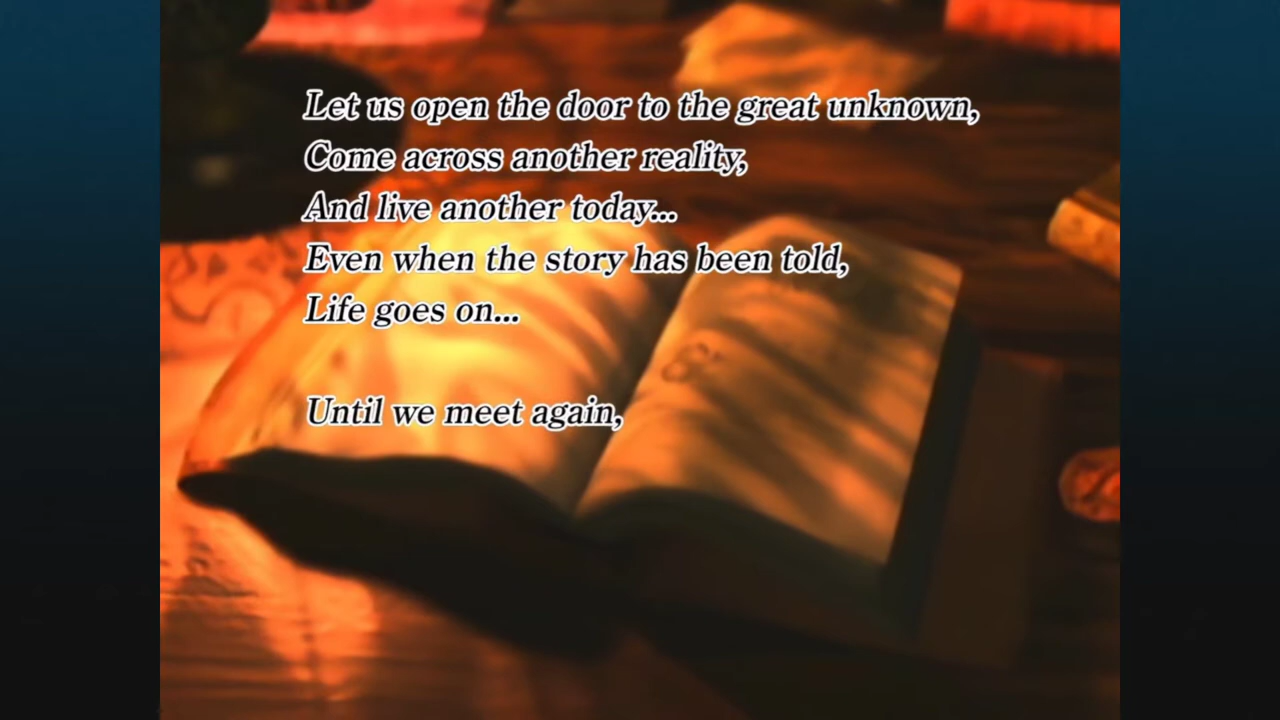 Let us open the door to the great unknown,
Come across another reality,
And live another today...
Even when the story has been told,
Life goes on...
Until we meet again,